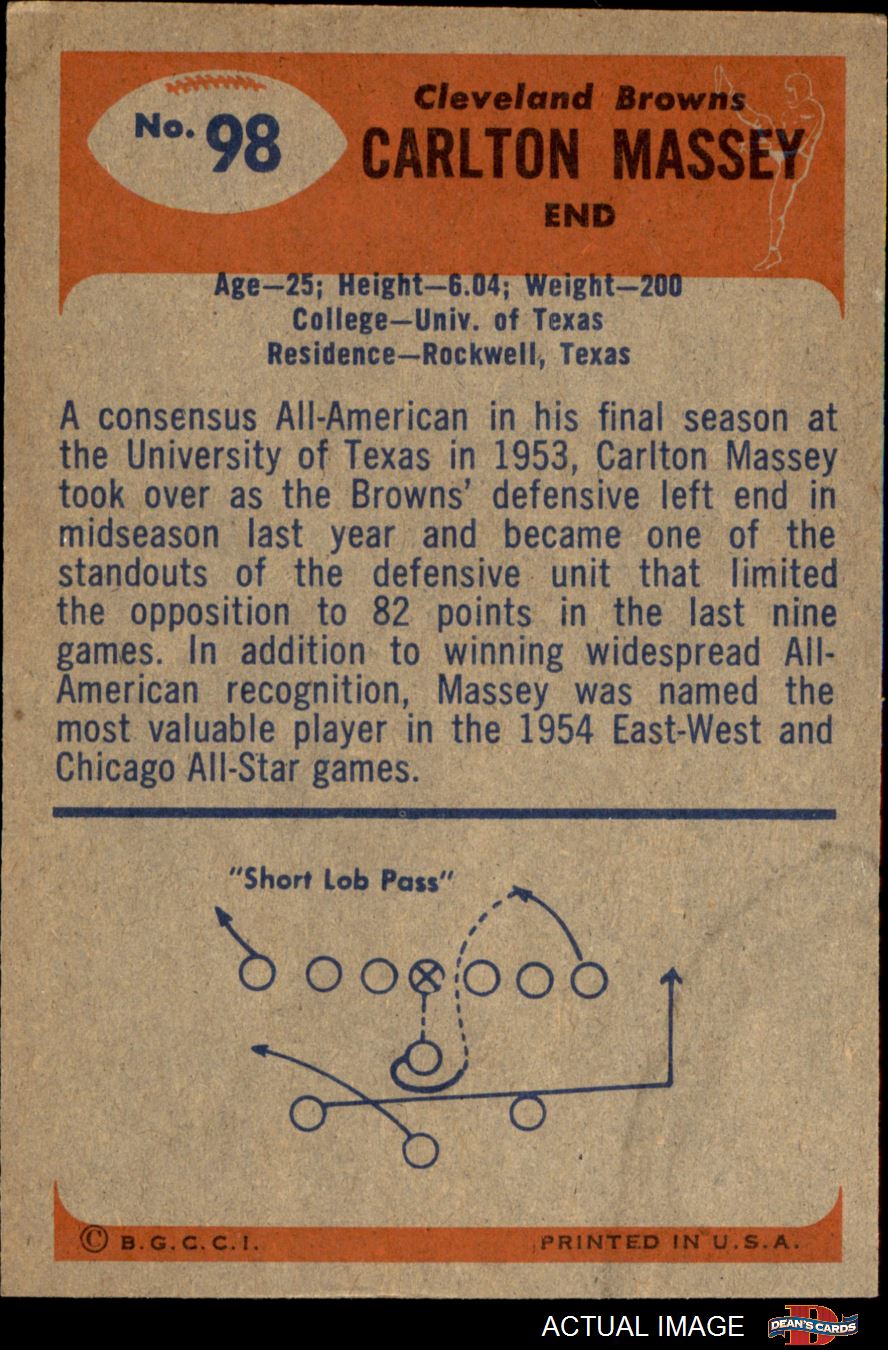 No. 98
Cleveland Browns
CARLTON MASSEY
END
Age—25; Height—6.04; Weight—200
College—Univ. of Texas
Residence—Rockwell, Texas
A consensus All-American in his final season at
the University of Texas in 1953, Carlton Massey
took over as the Browns' defensive left end in
midseason last year and became one of the
standouts of the defensive unit that limited
the opposition to 82 points in the last nine
games. In addition to winning widespread All-
American recognition, Massey was named the
most valuable player in the 1954 East-West and
Chicago All-Star games.
"Short Lob Pass"
© B.G.C.C.I.
PRINTED IN U.S.A.
ACTUAL IMAGE
D
DEAN'S CARDS